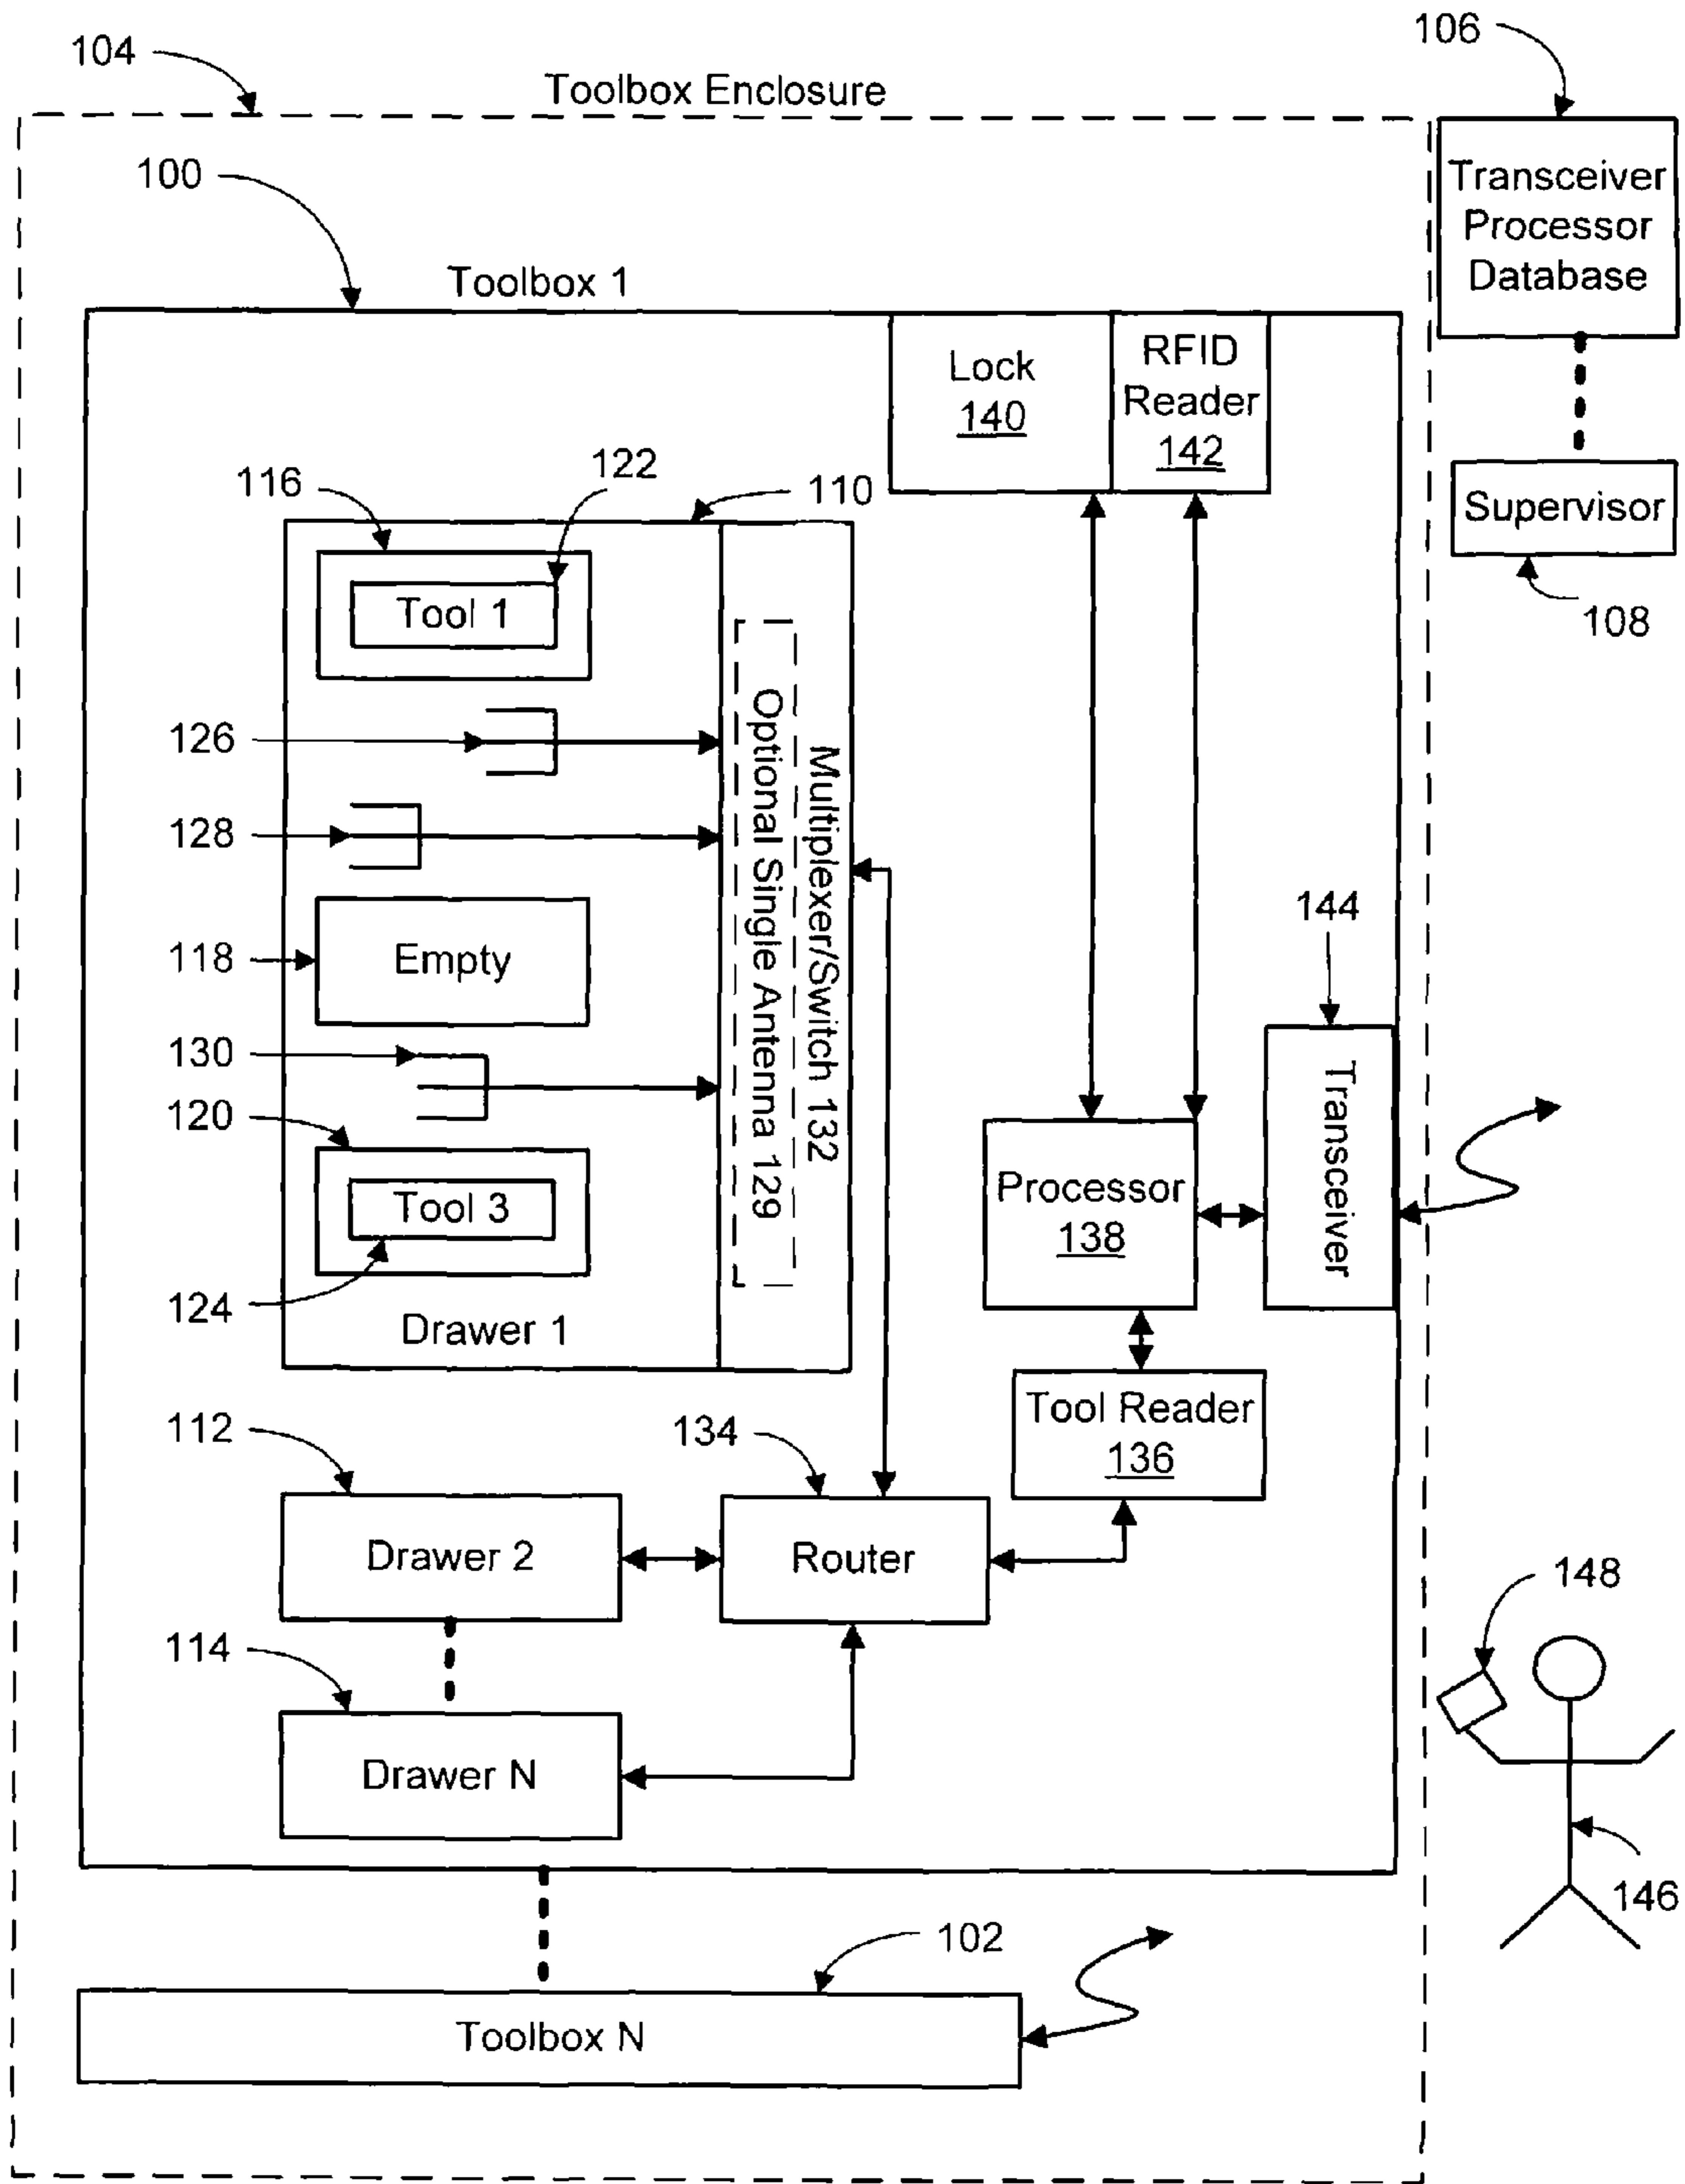 104
106
Toolbox Enclosure
100
Transceiver
Processor
Database
Toolbox 1
Lock
140
RFID
Reader
142
Supervisor
108
116
122
110
Tool 1
126
128
Optional Single Antenna 129
Multiplexer/Switch 132
118
Empty
144
Transceiver
130
120
Tool 3
124
Drawer 1
Processor
138
Tool Reader
136
112
134
Drawer 2
Router
148
114
Drawer N
146
102
Toolbox N